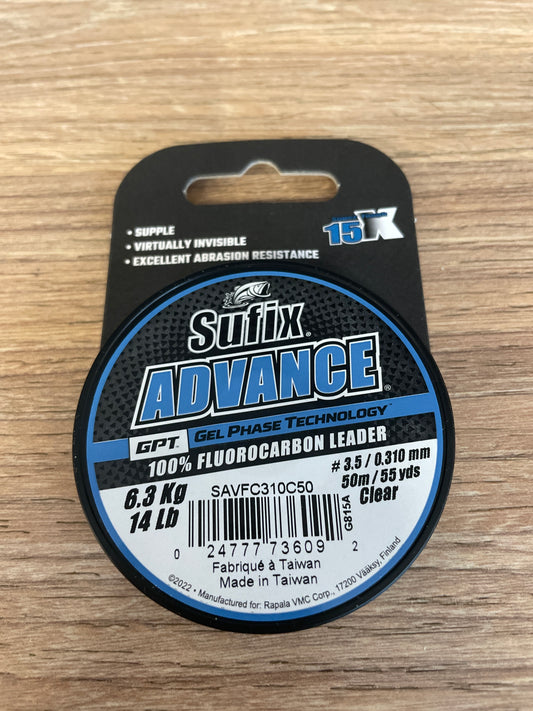 • SUPPLE
• VIRTUALLY INVISIBLE
• EXCELLENT ABRASION RESISTANCE
15X
Sufix®
ADVANCE®
GPT™ GEL PHASE TECHNOLOGY™
100% FLUOROCARBON LEADER
6.3 Kg
14 Lb
# 3.5 / 0.310 mm
50m / 55 yds
Clear
SAVFC310C50
G815A
0 24777 73609 2
Fabriqué à Taiwan
Made in Taiwan
©2022 • Manufactured for: Rapala VMC Corp., 17200 Vääksy, Finland